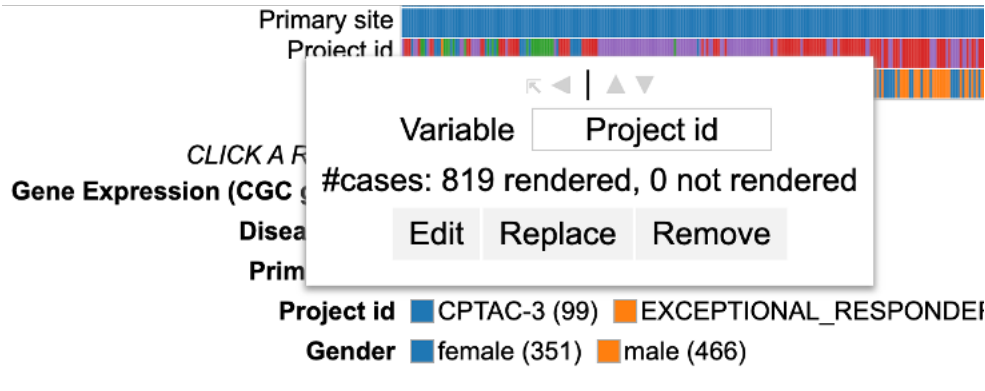 Primary site
Project id
Variable Project id
CLICK A R
#cases: 819 rendered, 0 not rendered
Gene Expression (CGC
Edit Replace Remove
Disea
Prim
Project id CPTAC-3 (99) EXCEPTIONAL_RESPONDER
Gender female (351) male (466)